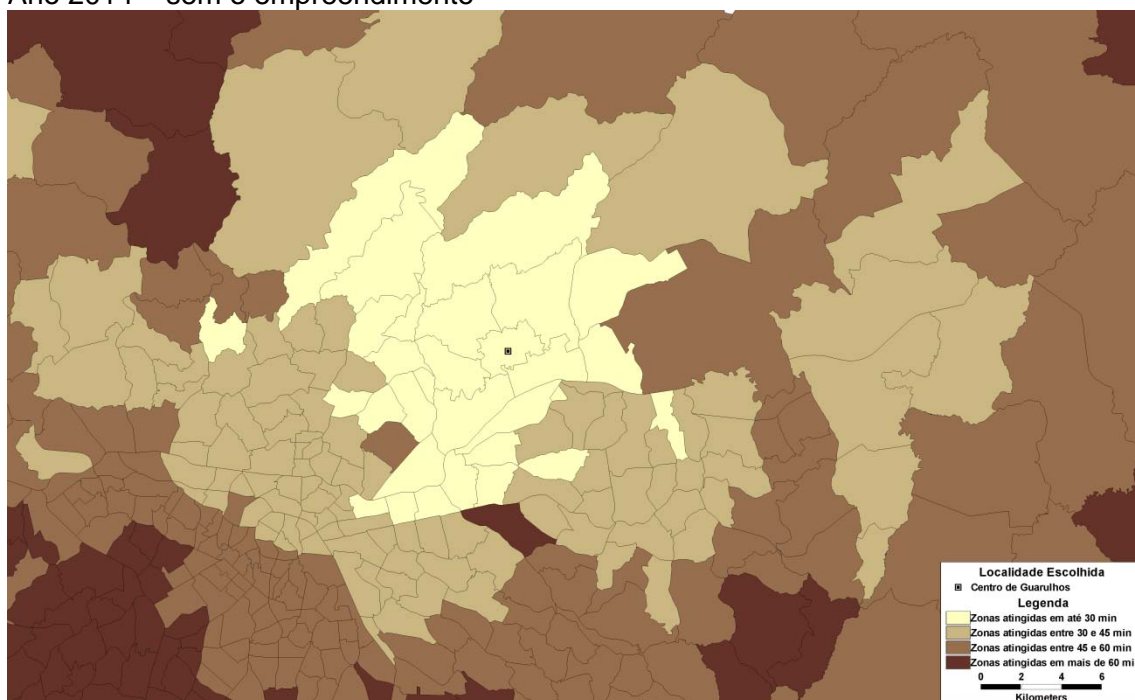 Ano 2014 – sem o empreendimento
Localidade Escolhida
Centro de Guarulhos
Legenda
Zonas atingidas em até 30 min
Zonas atingidas entre 30 e 45 min
Zonas atingidas entre 45 e 60 min
Zonas atingidas em mais de 60 mi
0 2 4 6
Kilometers